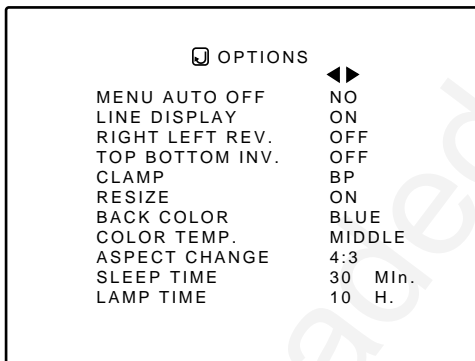 OPTIONS
◀▶
MENU AUTO OFF NO
LINE DISPLAY ON
RIGHT LEFT REV. OFF
TOP BOTTOM INV. OFF
CLAMP BP
RESIZE ON
BACK COLOR BLUE
COLOR TEMP. MIDDLE
ASPECT CHANGE 4:3
SLEEP TIME 30 MIn.
LAMP TIME 10 H.